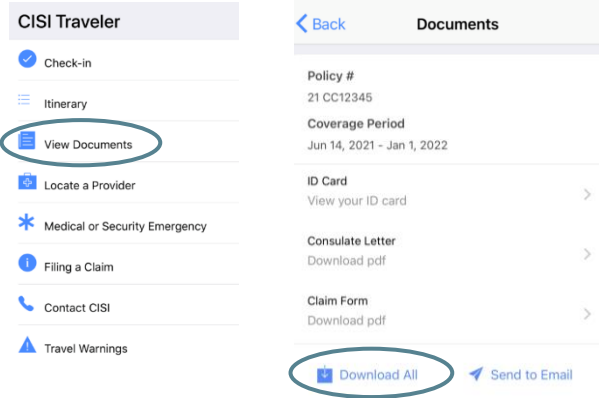 CISI Traveler
Check-in
Itinerary
View Documents
Locate a Provider
Medical or Security Emergency
Filing a Claim
Contact CISI
Travel Warnings
Back
Documents
Policy #
21 CC12345
Coverage Period
Jun 14, 2021 - Jan 1, 2022
ID Card
View your ID card
Consulate Letter
Download pdf
Claim Form
Download pdf
Download All
Send to Email